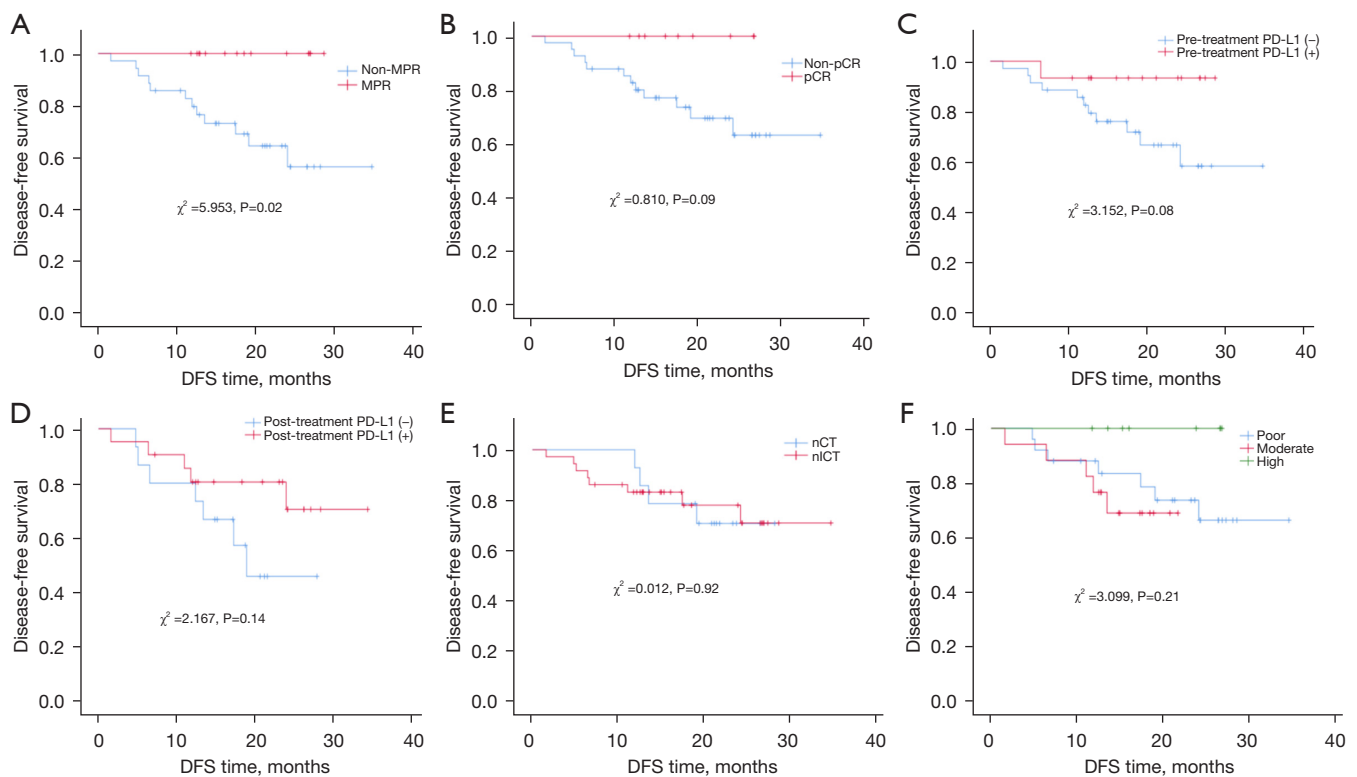 A
Disease-free survival
1.0
0.8
0.6
0.4
0.2
0.0
Non-MPR
MPR
χ² =5.953, P=0.02
0 10 20 30 40
DFS time, months
B
Disease-free survival
1.0
0.8
0.6
0.4
0.2
0.0
Non-pCR
pCR
χ² =0.810, P=0.09
0 10 20 30 40
DFS time, months
C
Disease-free survival
1.0
0.8
0.6
0.4
0.2
0.0
Pre-treatment PD-L1 (−)
Pre-treatment PD-L1 (+)
χ² =3.152, P=0.08
0 10 20 30 40
DFS time, months
D
Disease-free survival
1.0
0.8
0.6
0.4
0.2
0.0
Post-treatment PD-L1 (−)
Post-treatment PD-L1 (+)
χ² =2.167, P=0.14
0 10 20 30 40
DFS time, months
E
Disease-free survival
1.0
0.8
0.6
0.4
0.2
0.0
nCT
nICT
χ² =0.012, P=0.92
0 10 20 30 40
DFS time, months
F
Disease-free survival
1.0
0.8
0.6
0.4
0.2
0.0
Poor
Moderate
High
χ² =3.099, P=0.21
0 10 20 30 40
DFS time, months